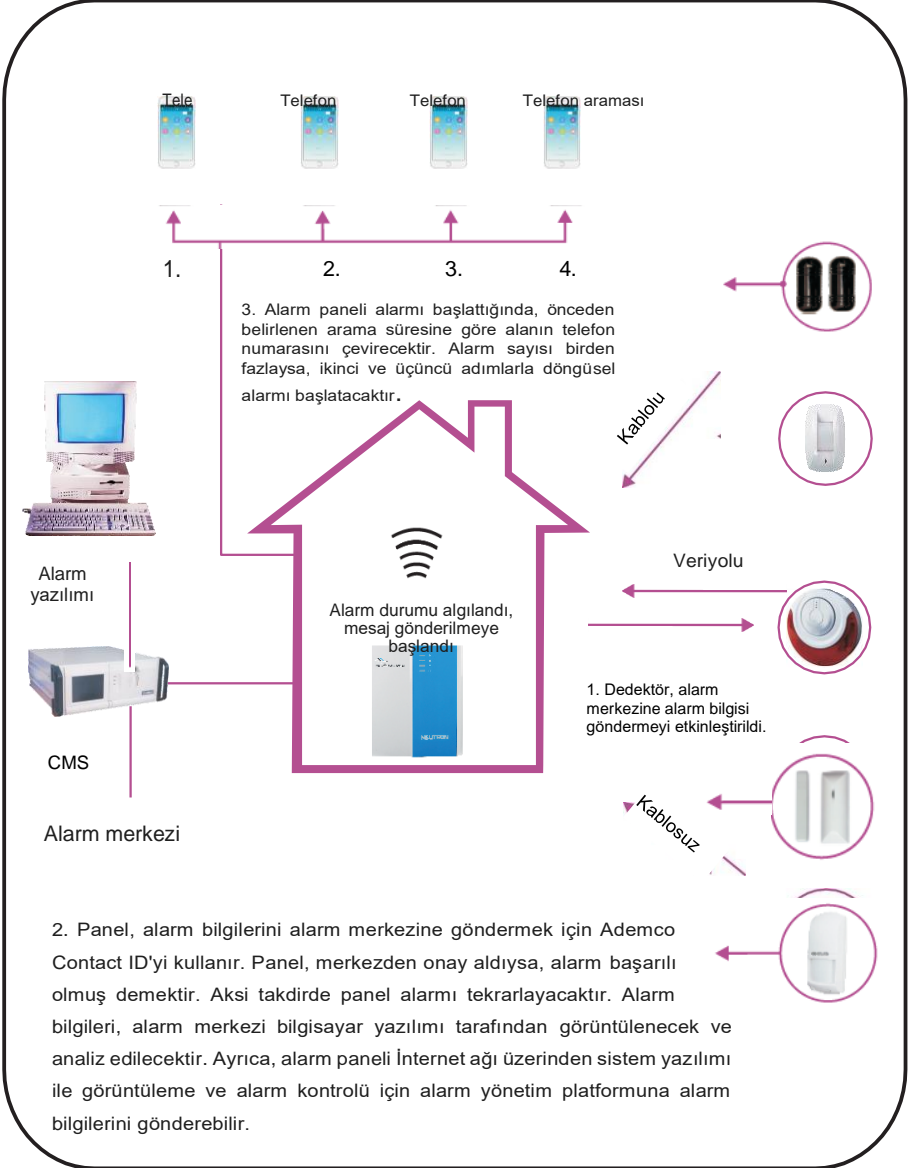 Tele
Telefon
Telefon
Telefon araması
1.
2.
3.
4.
3. Alarm paneli alarmı başlattığında, önceden
belirlenen arama süresine göre alanın telefon
numarasını çevirecektir. Alarm sayısı birden
fazlaysa, ikinci ve üçüncü adımlarla döngüsel
alarmı başlatacaktır.
Kablolu
Alarm
yazılımı
Veriyolu
Alarm durumu algılandı,
mesaj gönderilmeye
başlandı
NEUTRON
1. Dedektör, alarm
merkezine alarm bilgisi
göndermeyi etkinleştirildi.
CMS
Kablosuz
Alarm merkezi
2. Panel, alarm bilgilerini alarm merkezine göndermek için Ademco
Contact ID'yi kullanır. Panel, merkezden onay aldıysa, alarm başarılı
olmuş demektir. Aksi takdirde panel alarmı tekrarlayacaktır. Alarm
bilgileri, alarm merkezi bilgisayar yazılımı tarafından görüntülenecek ve
analiz edilecektir. Ayrıca, alarm paneli İnternet ağı üzerinden sistem yazılımı
ile görüntüleme ve alarm kontrolü için alarm yönetim platformuna alarm
bilgilerini gönderebilir.